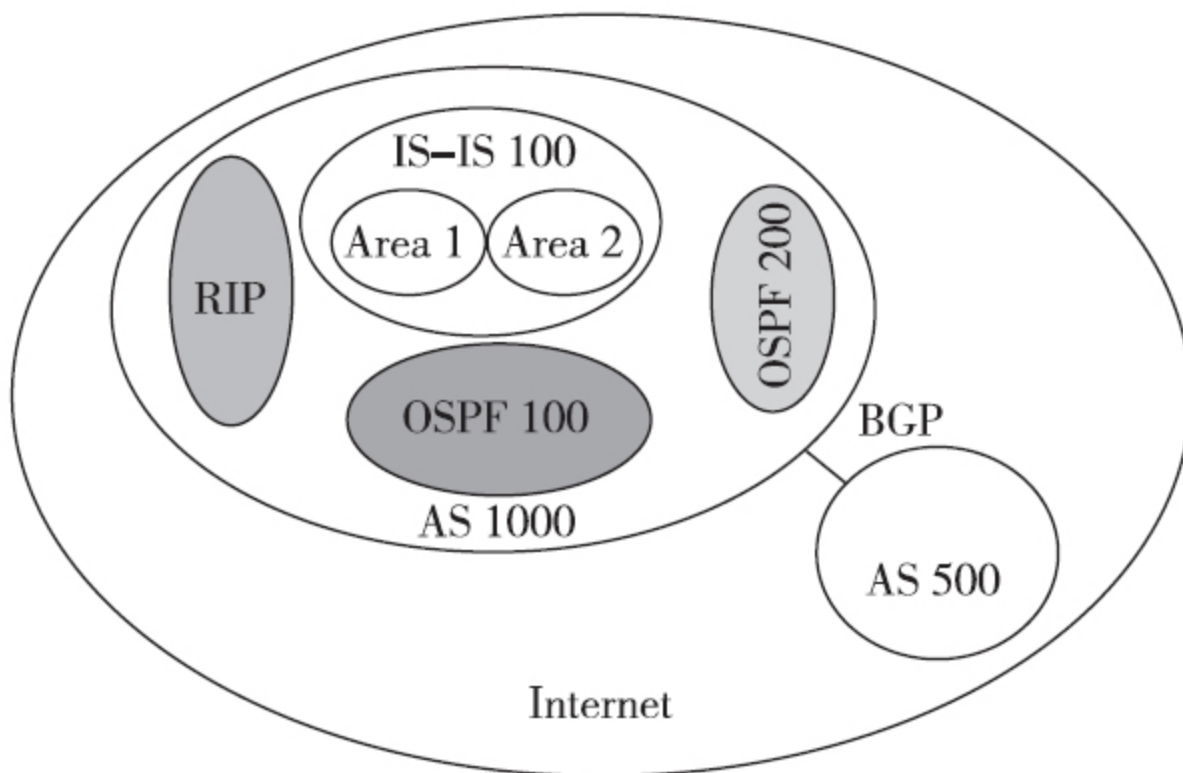 IS–IS 100
Area 1
Area 2
RIP
OSPF 200
OSPF 100
BGP
AS 1000
AS 500
Internet